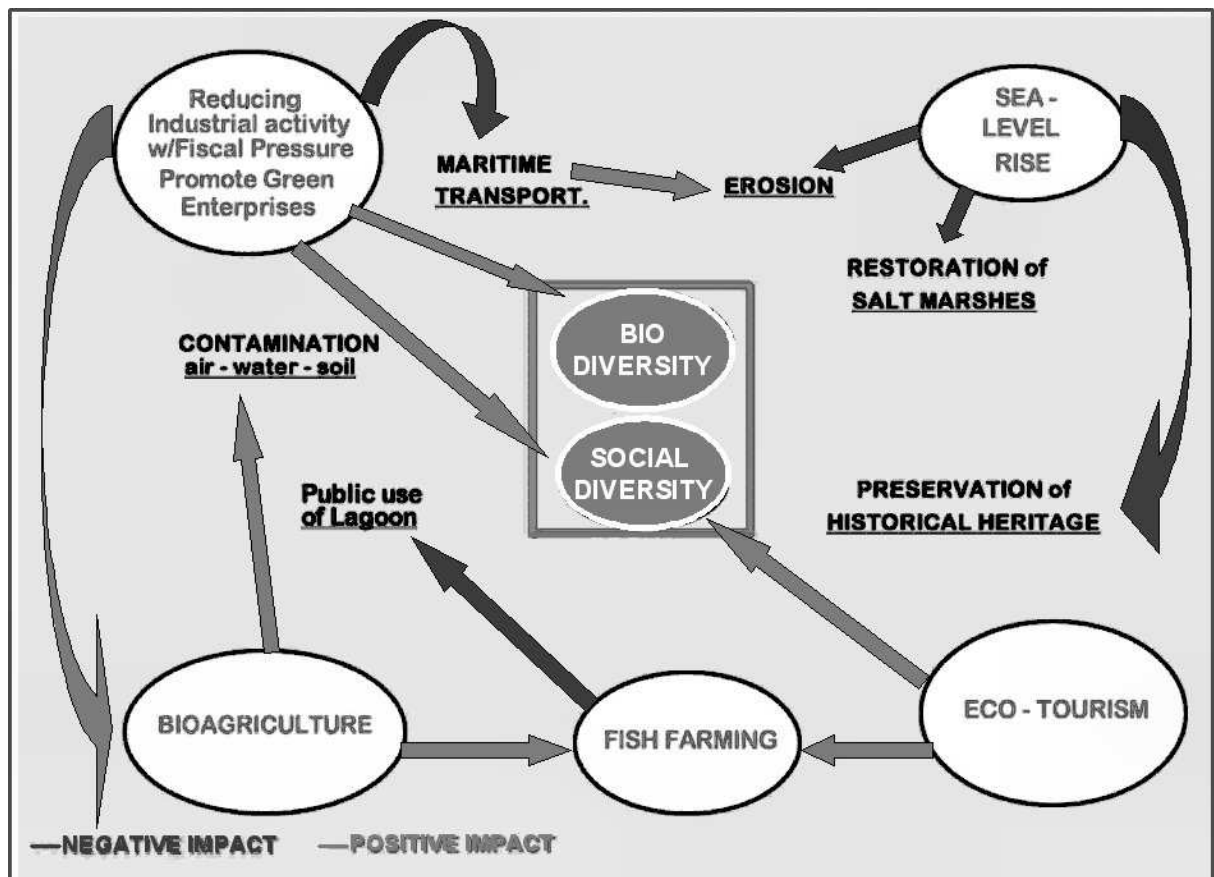 Reducing
Industrial activity
w/Fiscal Pressure
Promote Green
Enterprises
SEA -
LEVEL
RISE
MARITIME
TRANSPORT.
EROSION
RESTORATION of
SALT MARSHES
BIO
DIVERSITY
CONTAMINATION
air - water - soil
SOCIAL
DIVERSITY
Public use
of Lagoon
PRESERVATION of
HISTORICAL HERITAGE
BIOAGRICULTURE
FISH FARMING
ECO - TOURISM
—NEGATIVE IMPACT
—POSITIVE IMPACT